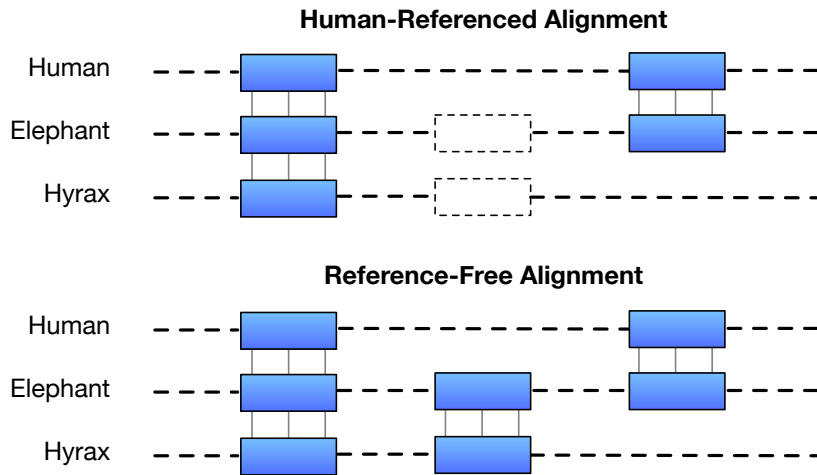 Human-Referenced Alignment
Human
Elephant
Hyrax
Reference-Free Alignment
Human
Elephant
Hyrax